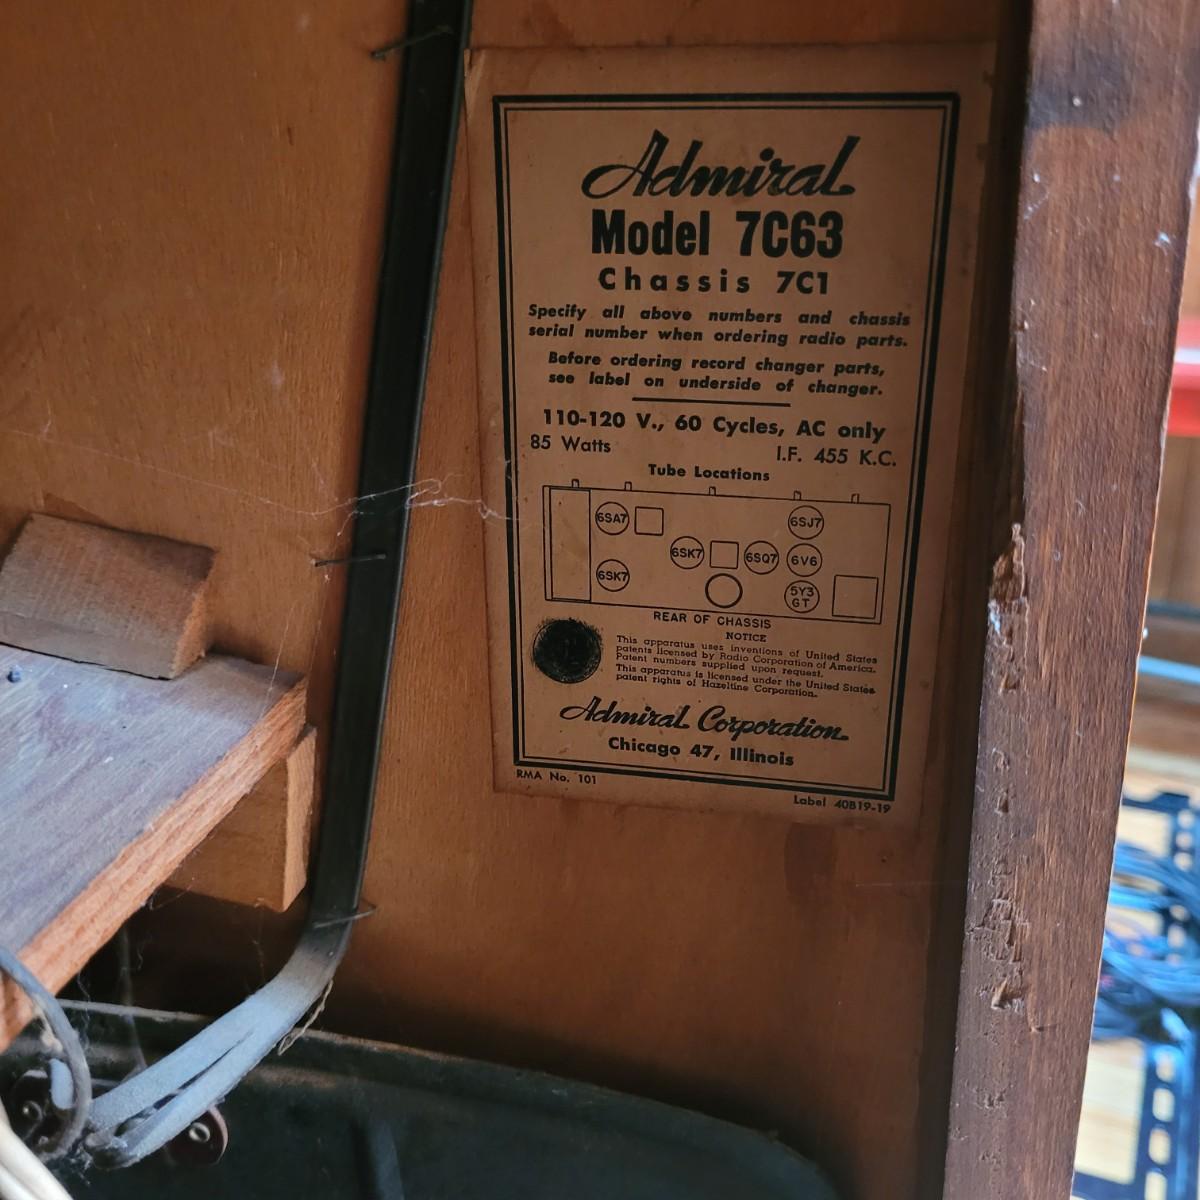 Admiral
Model 7C63
Chassis 7C1
Specify all above numbers and chassis
serial number when ordering radio parts.
Before ordering record changer parts,
see label on underside of changer.
110-120 V., 60 Cycles, AC only
85 Watts I.F. 455 K.C.
Tube Locations
6SA7 6SJ7
6SK7 6SQ7 6V6
6SK7
5Y3
GT
REAR OF CHASSIS
NOTICE
This apparatus uses inventions of United States
patents licensed by Radio Corporation of America.
Patent numbers supplied upon request.
This apparatus is licensed under the United States
patent rights of Hazeltine Corporation.
Admiral Corporation
Chicago 47, Illinois
RMA No. 101
Label 40B19-19